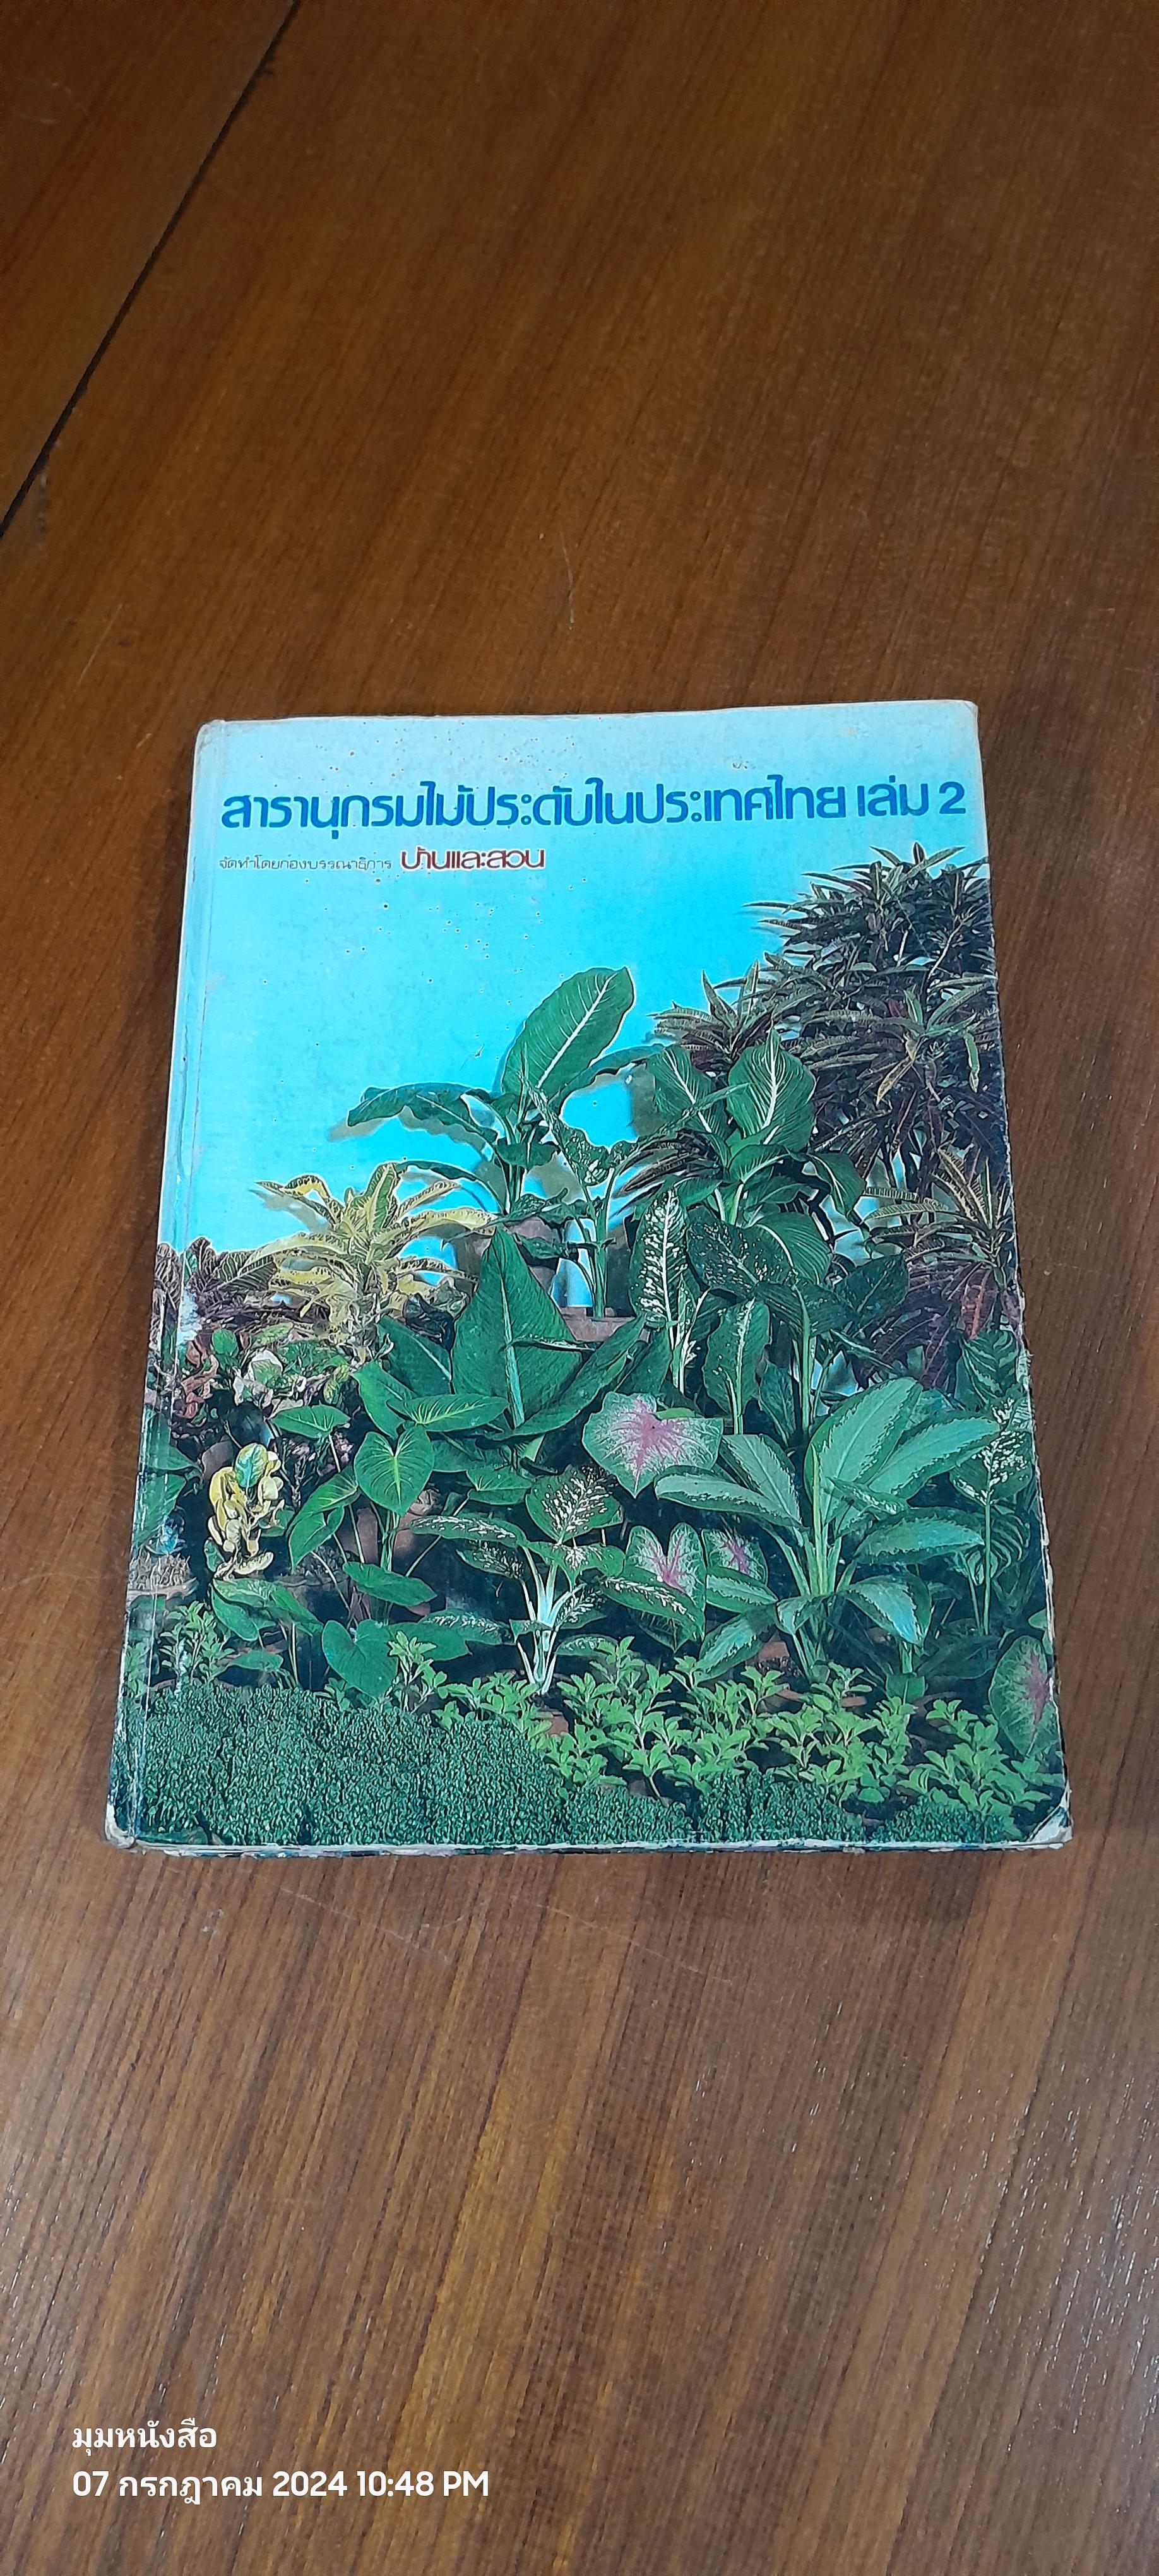 สารานุกรมไม้ประดับในประเทศไทย เล่ม 2
จัดทำโดยกองบรรณาธิการ บ้านและสวน
มุมหนังสือ
07 กรกฎาคม 2024 10:48 PM